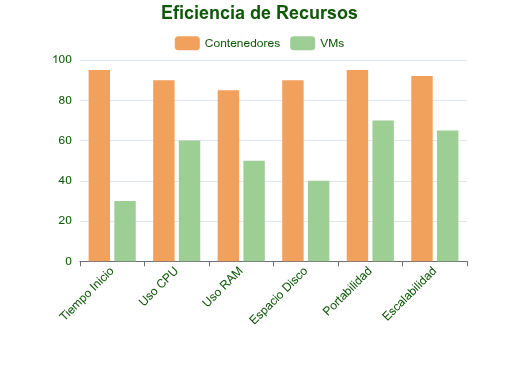 Eficiencia de Recursos
Contenedores VMs
100
80
60
40
20
0
Tiempo Inicio
Uso CPU
Uso RAM
Espacio Disco
Portabilidad
Escalabilidad